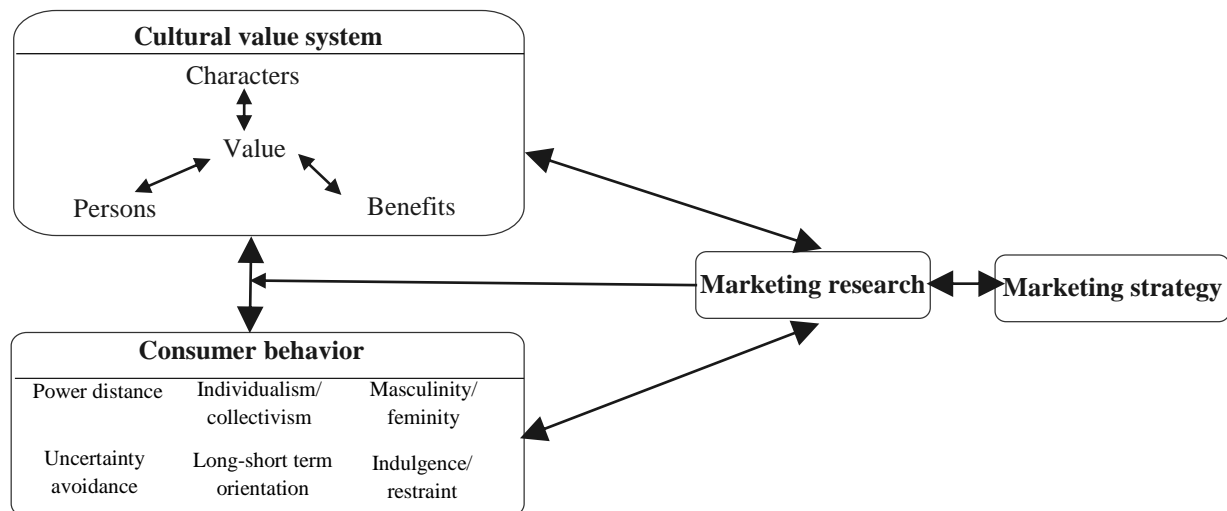 Cultural value system
Characters
Value
Persons
Benefits
Marketing research
Marketing strategy
Consumer behavior
Power distance
Individualism/
collectivism
Masculinity/
feminity
Uncertainty
avoidance
Long-short term
orientation
Indulgence/
restraint